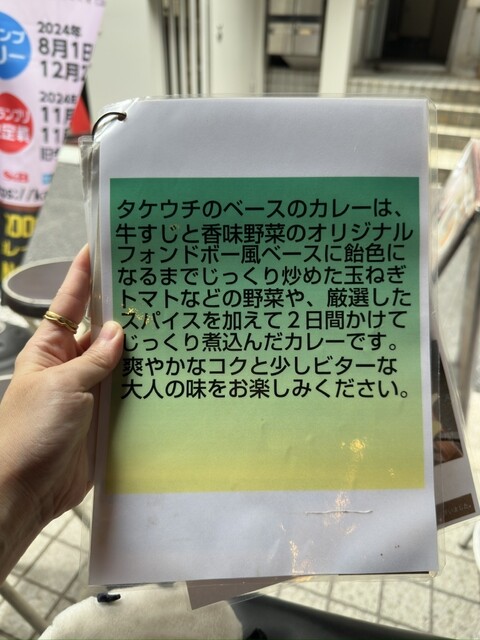 2024年
8月1日
12月2
2024年
11月
11
タケウチのベースのカレーは、
牛すじと香味野菜のオリジナル
フォンドボー風ベースに飴色に
なるまでじっくり炒めた玉ねぎ
トマトなどの野菜や、厳選した
スパイスを加えて２日間かけて
じっくり煮込んだカレーです。
爽やかなコクと少しビターな
大人の味をお楽しみください。